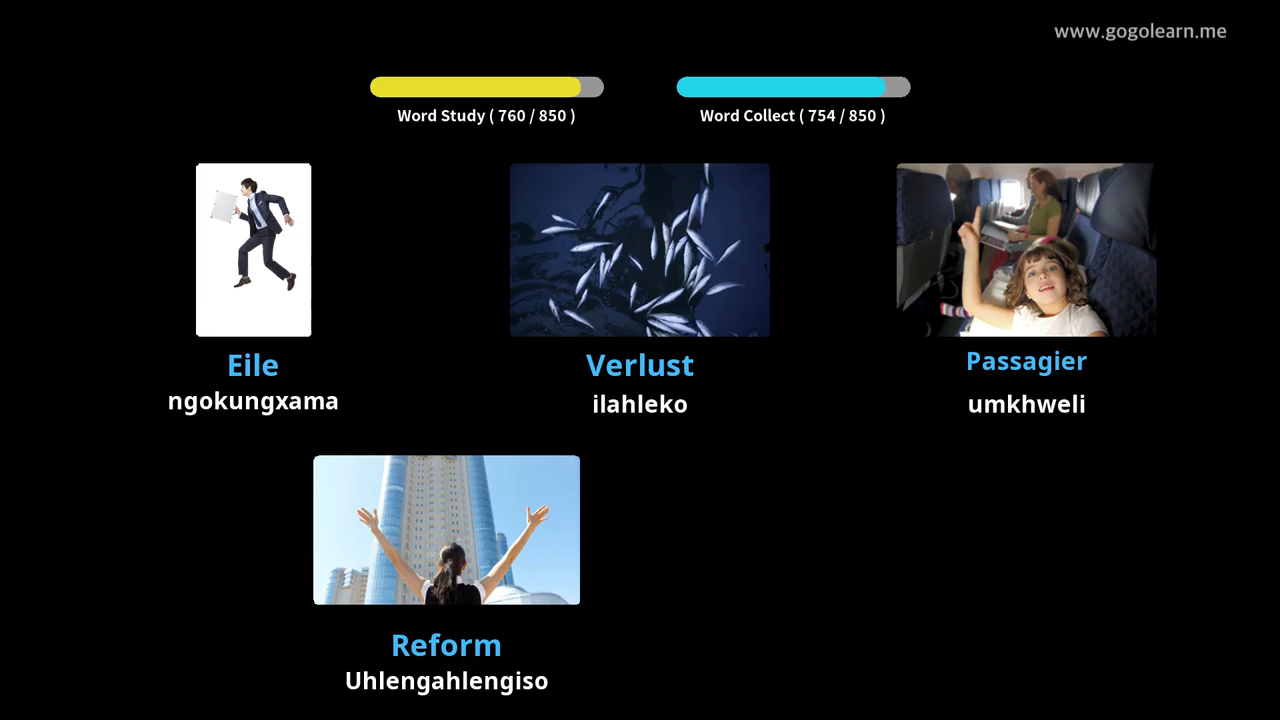 www.gogolearn.me
Word Study ( 760 / 850 )
Word Collect ( 754 / 850 )
Eile
ngokungxama
Verlust
ilahleko
Passagier
umkhweli
Reform
Uhlengahlengiso